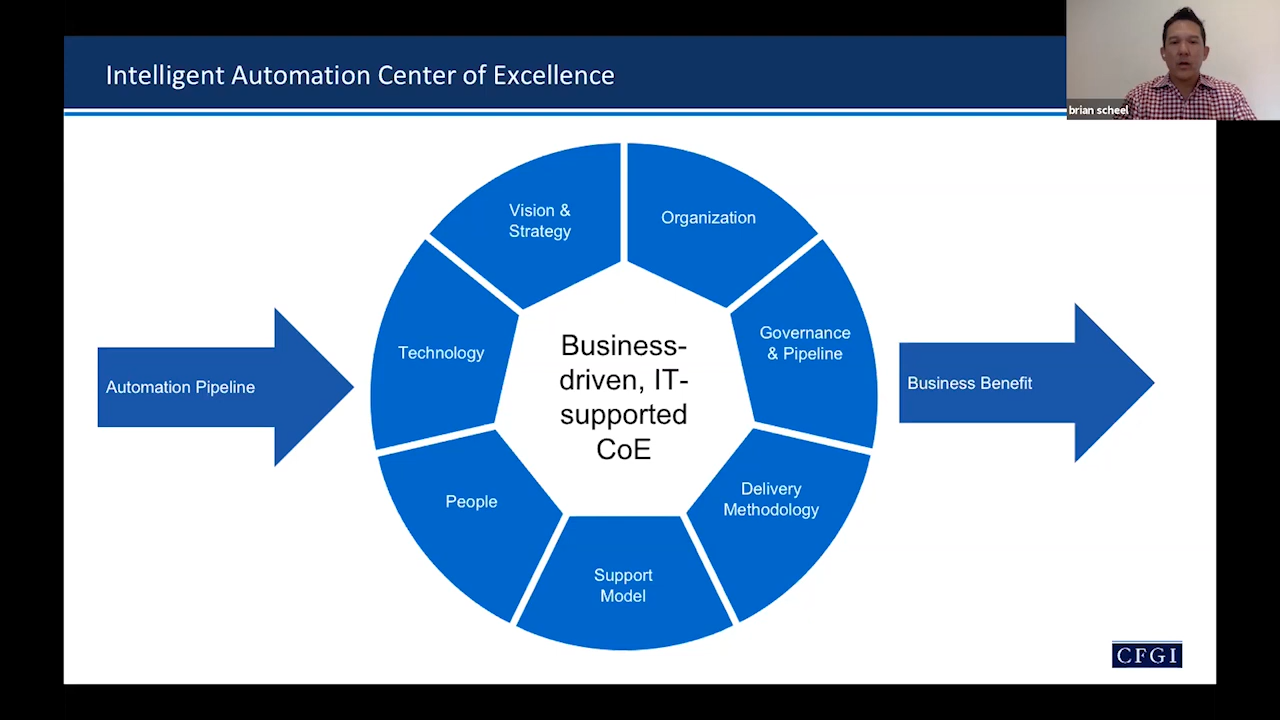 Intelligent Automation Center of Excellence
brian scheel
Vision &
Strategy
Organization
Technology
Governance
& Pipeline
Automation Pipeline
Business-
driven, IT-
supported
CoE
Business Benefit
People
Delivery
Methodology
Support
Model
CFGI